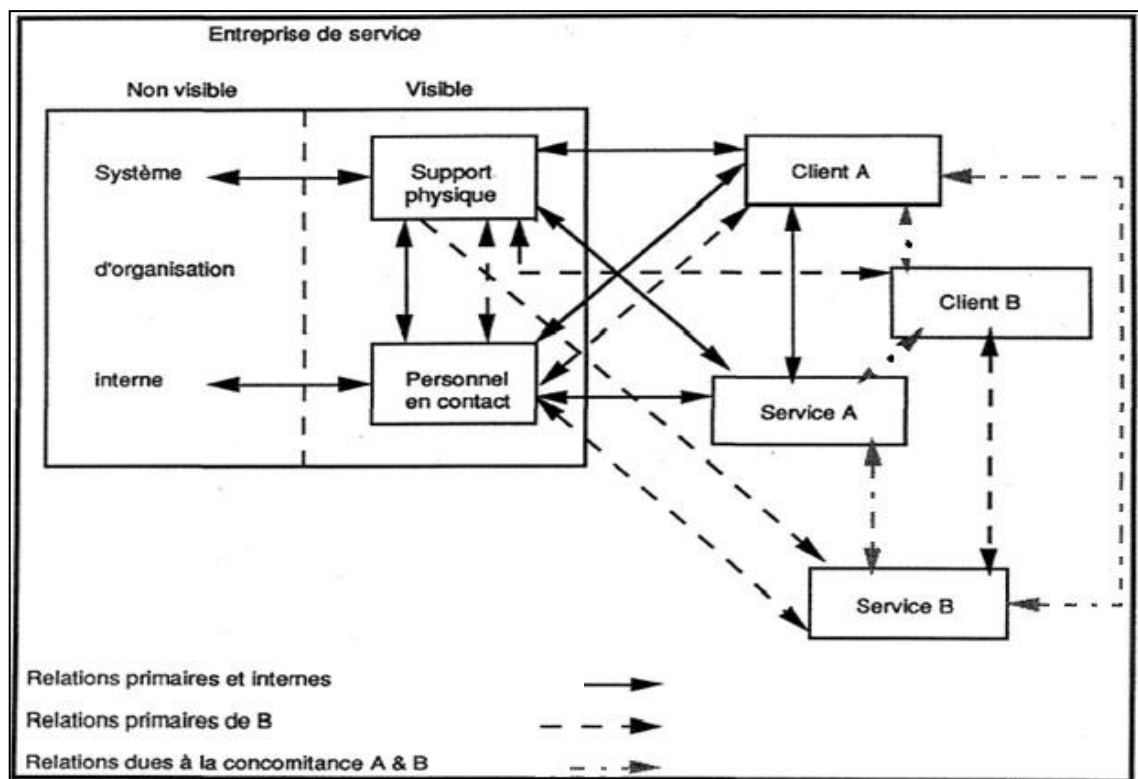 Entreprise de service
Non visible
Visible
Système
d'organisation
interne
Support
physique
Personnel
en contact
Client A
Client B
Service A
Service B
Relations primaires et internes
Relations primaires de B
Relations dues à la concomitance A & B